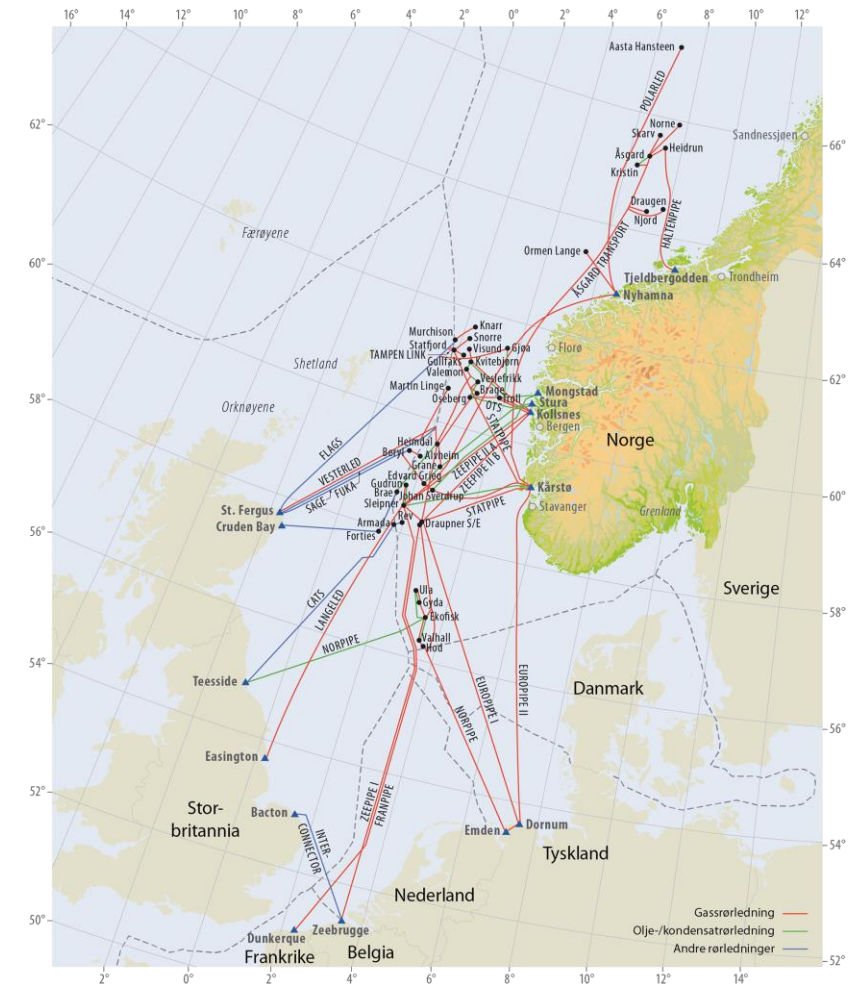 16° 14° 12° 10° 8° 6° 4° 2° 0° 2° 4° 6° 8° 10° 12°
Aasta Hansteen
POLARLED
62°
Norne
Skarv
Sandnessjøen
66°
Åsgard
Heidrun
Kristin
Draugen
Njord
HALTENPIPE
Færøyene
Ormen Lange
ÅSGARD TRANSPORT
60°
64°
Tjeldbergodden
Trondheim
Nyhamna
Murchison
Knarr
Statfjord
Snorre
TAMPEN LINK
Visund
Gjøa
Florø
Gullfaks
Kvitebjørn
Shetland
Valemon
62°
Martin Linge
Veslefrikk
Brage
Mongstad
58°
Oseberg
Troll
Stura
Orknøyene
OTS
Kollsnes
STATPIPE
Bergen
FLAGS
Heimdal
Norge
Beryl
Alvheim
VESTERLED
Grane
ZEEPIPE II A
ZEEPIPE II B
SAGE
FUKA
Edvard Grieg
Gudrun
Kårstø
60°
Brae
Johan Sverdrup
Sleipner
STATPIPE
Stavanger
Grenland
St. Fergus
Rev
56°
Cruden Bay
Armada
Draupner S/E
Forties
Sverige
CATS
LANGELED
Ula
Gyda
58°
Ekofisk
NORPIPE
Valhall
Hod
54°
Teesside
EUROPIPE II
Danmark
EUROPIPE I
NORPIPE
56°
Easington
52°
Stor-
britannia
ZEEPIPE I
FRANPIPE
Bacton
INTER-
CONNECTOR
Emden
Dornum
54°
Tyskland
Nederland
50°
Zeebrugge
Dunkerque
Frankrike
Belgia
Gassrørledning
Olje-/kondensatrørledning
Andre rørledninger
52°
2° 0° 2° 4° 6° 8° 10° 12° 14°